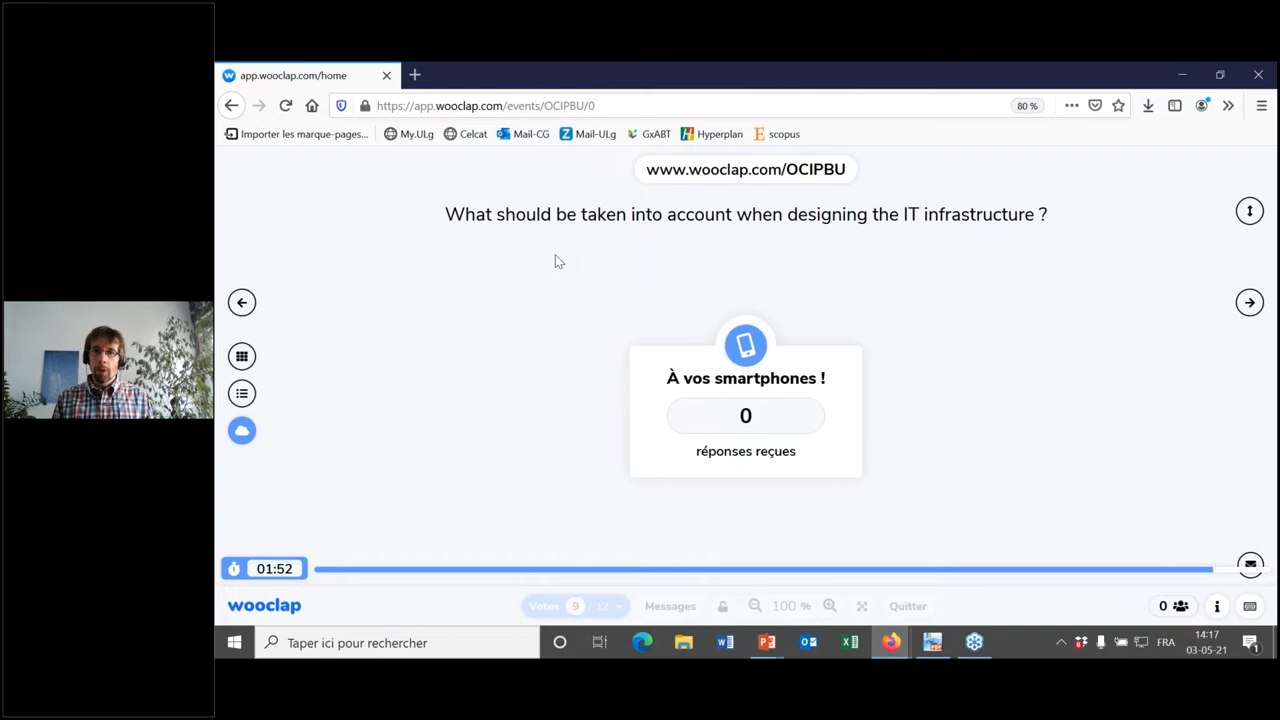 app.wooclap.com/home
https://app.wooclap.com/events/OCIPBU/0
80 %
Importer les marque-pages...
My.ULg
Celcat
Mail-CG
Mail-ULg
GxABT
Hyperplan
scopus
www.wooclap.com/OCIPBU
What should be taken into account when designing the IT infrastructure ?
À vos smartphones !
0
réponses reçues
01:52
wooclap
Votes 9 / 12
Messages
100 %
Quitter
0
Taper ici pour rechercher
FRA
14:17
03-05-21